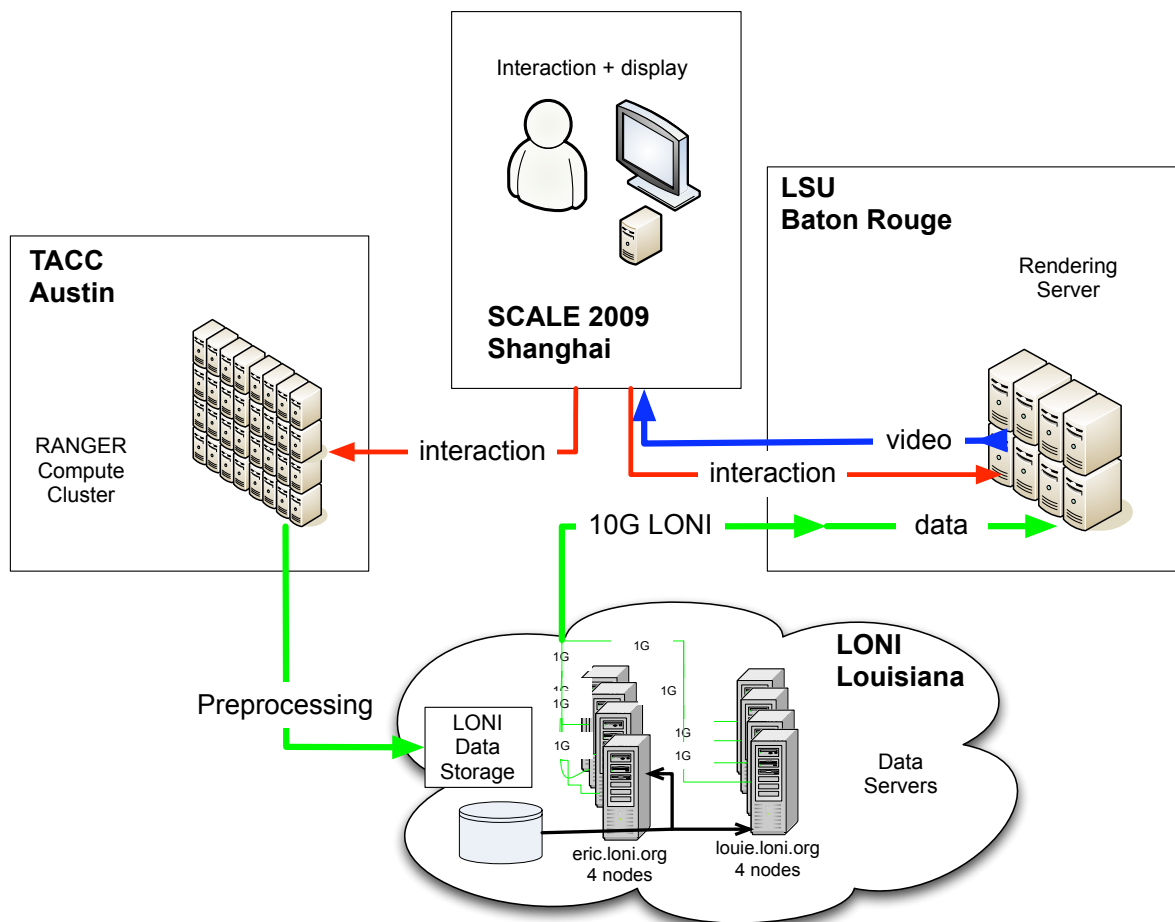 Interaction + display
SCALE 2009
Shanghai
LSU
Baton Rouge
Rendering
Server
TACC
Austin
RANGER
Compute
Cluster
interaction
video
interaction
10G LONI
data
Preprocessing
LONI
Louisiana
LONI
Data
Storage
Data
Servers
1G
1G
1G
1G
1G
1G
1G
1G
eric.loni.org
4 nodes
louie.loni.org
4 nodes